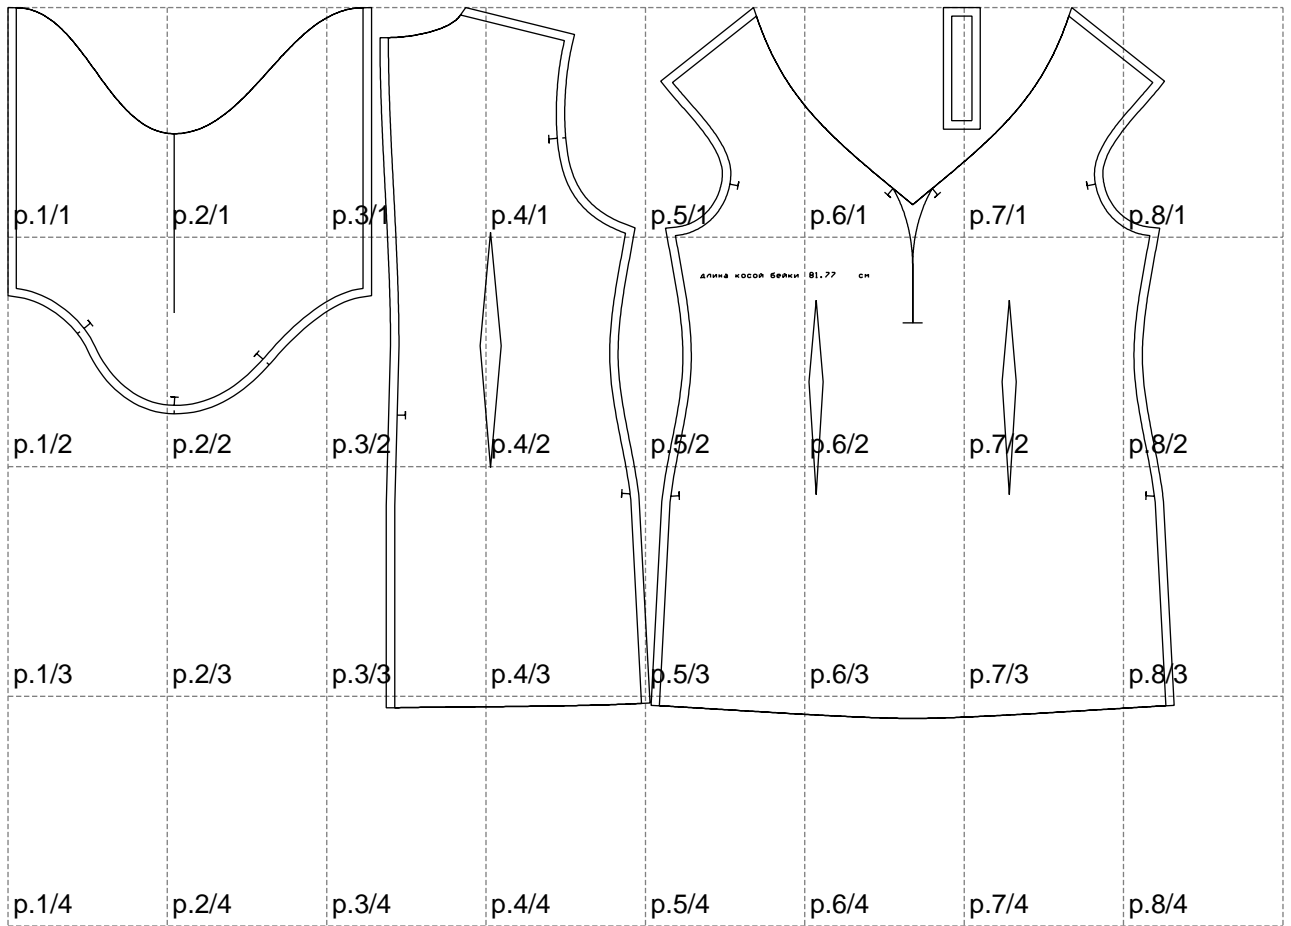 p.1/1 p.2/1 p.3/1 p.4/1 p.5/1 p.6/1 p.7/1 p.8/1
длина косой бейки 81.77 см
p.1/2 p.2/2 p.3/2 p.4/2 p.5/2 p.6/2 p.7/2 p.8/2
p.1/3 p.2/3 p.3/3 p.4/3 p.5/3 p.6/3 p.7/3 p.8/3
p.1/4 p.2/4 p.3/4 p.4/4 p.5/4 p.6/4 p.7/4 p.8/4